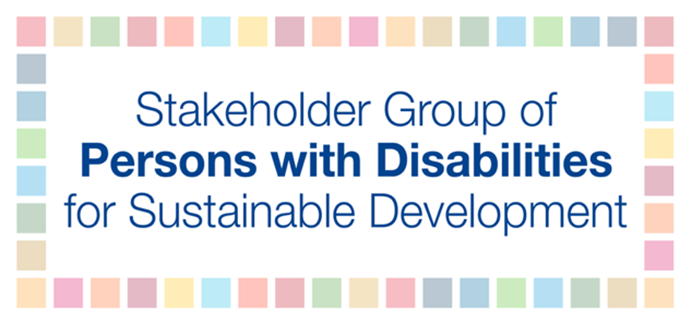 Stakeholder Group of
Persons with Disabilities
for Sustainable Development